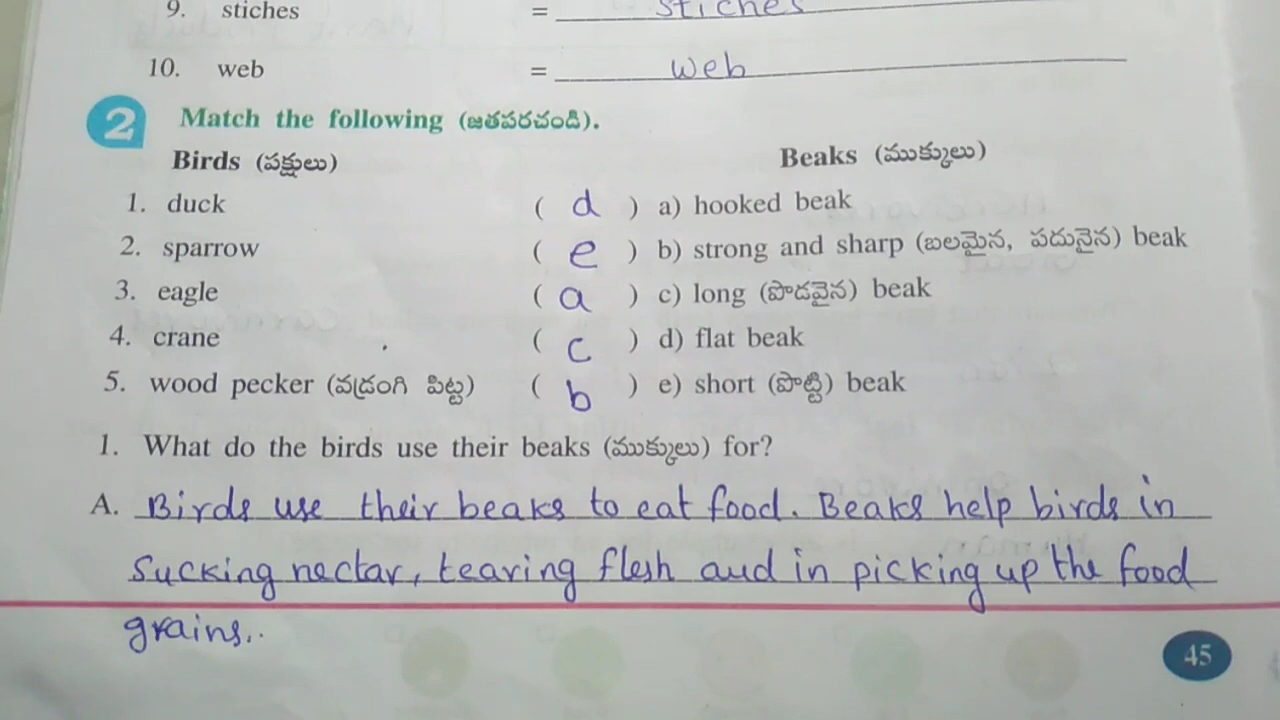 9. stiches = stiches
10. web = web
2 Match the following (జతపరచండి).
Birds (పక్షులు) Beaks (ముక్కులు)
1. duck ( d ) a) hooked beak
2. sparrow ( e ) b) strong and sharp (బలమైన, పదునైన) beak
3. eagle ( a ) c) long (పొడవైన) beak
4. crane ( c ) d) flat beak
5. wood pecker (వడ్రంగి పిట్ట) ( b ) e) short (పొట్టి) beak
1. What do the birds use their beaks (ముక్కులు) for?
A. Birds use their beaks to eat food. Beaks help birds in
sucking nectar, tearing flesh and in picking up the food
grains..
45